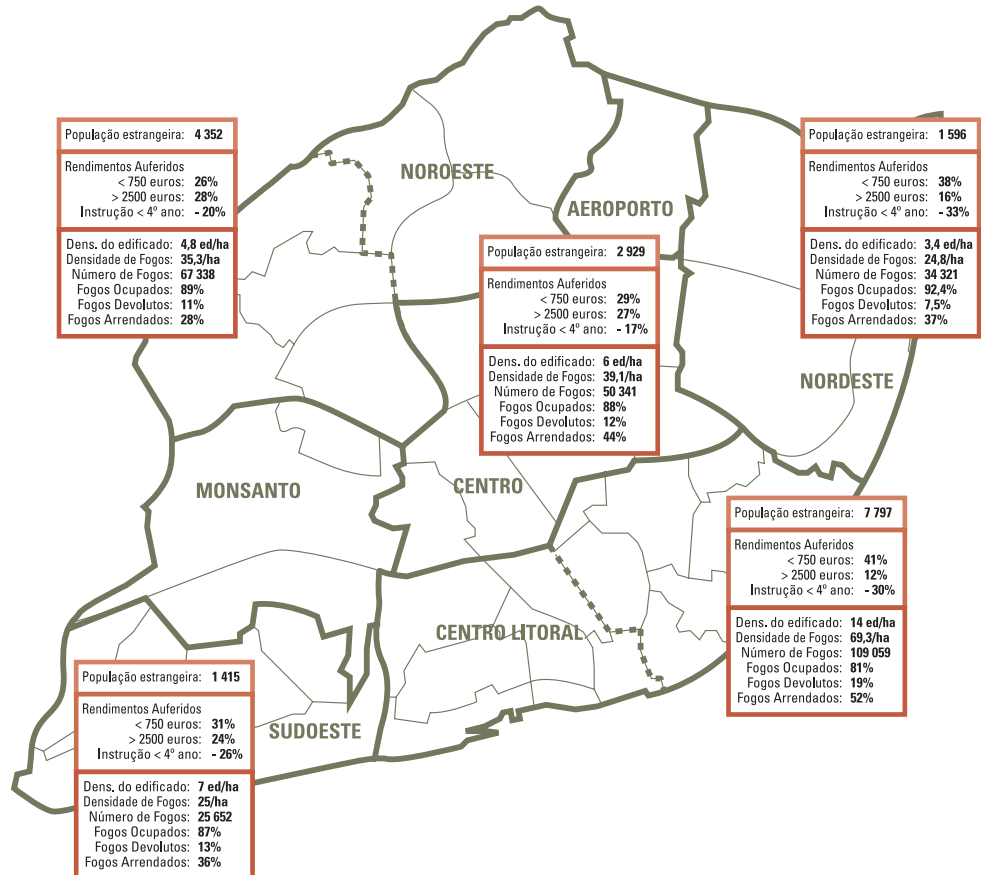 População estrangeira: 4 352
Rendimentos Auferidos
< 750 euros: 26%
> 2500 euros: 28%
Instrução < 4º ano: - 20%
Dens. do edificado: 4,8 ed/ha
Densidade de Fogos: 35,3/ha
Número de Fogos: 67 338
Fogos Ocupados: 89%
Fogos Devolutos: 11%
Fogos Arrendados: 28%
NOROESTE
AEROPORTO
População estrangeira: 1 596
Rendimentos Auferidos
< 750 euros: 38%
> 2500 euros: 16%
Instrução < 4º ano: - 33%
Dens. do edificado: 3,4 ed/ha
Densidade de Fogos: 24,8/ha
Número de Fogos: 34 321
Fogos Ocupados: 92,4%
Fogos Devolutos: 7,5%
Fogos Arrendados: 37%
População estrangeira: 2 929
Rendimentos Auferidos
< 750 euros: 29%
> 2500 euros: 27%
Instrução < 4º ano: - 17%
Dens. do edificado: 6 ed/ha
Densidade de Fogos: 39,1/ha
Número de Fogos: 50 341
Fogos Ocupados: 88%
Fogos Devolutos: 12%
Fogos Arrendados: 44%
NORDESTE
MONSANTO
CENTRO
População estrangeira: 7 797
Rendimentos Auferidos
< 750 euros: 41%
> 2500 euros: 12%
Instrução < 4º ano: - 30%
Dens. do edificado: 14 ed/ha
Densidade de Fogos: 69,3/ha
Número de Fogos: 109 059
Fogos Ocupados: 81%
Fogos Devolutos: 19%
Fogos Arrendados: 52%
CENTRO LITORAL
População estrangeira: 1 415
Rendimentos Auferidos
< 750 euros: 31%
> 2500 euros: 24%
Instrução < 4º ano: - 26%
Dens. do edificado: 7 ed/ha
Densidade de Fogos: 25/ha
Número de Fogos: 25 652
Fogos Ocupados: 87%
Fogos Devolutos: 13%
Fogos Arrendados: 36%
SUDOESTE